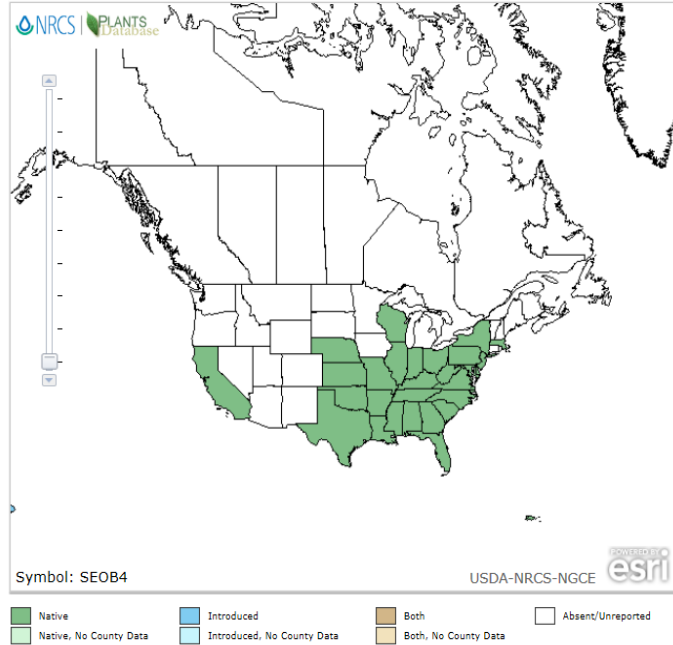 NRCS | PLANTS
Database
Symbol: SEOB4
USDA-NRCS-NGCE
POWERED BY
esri
Native
Introduced
Both
Absent/Unreported
Native, No County Data
Introduced, No County Data
Both, No County Data